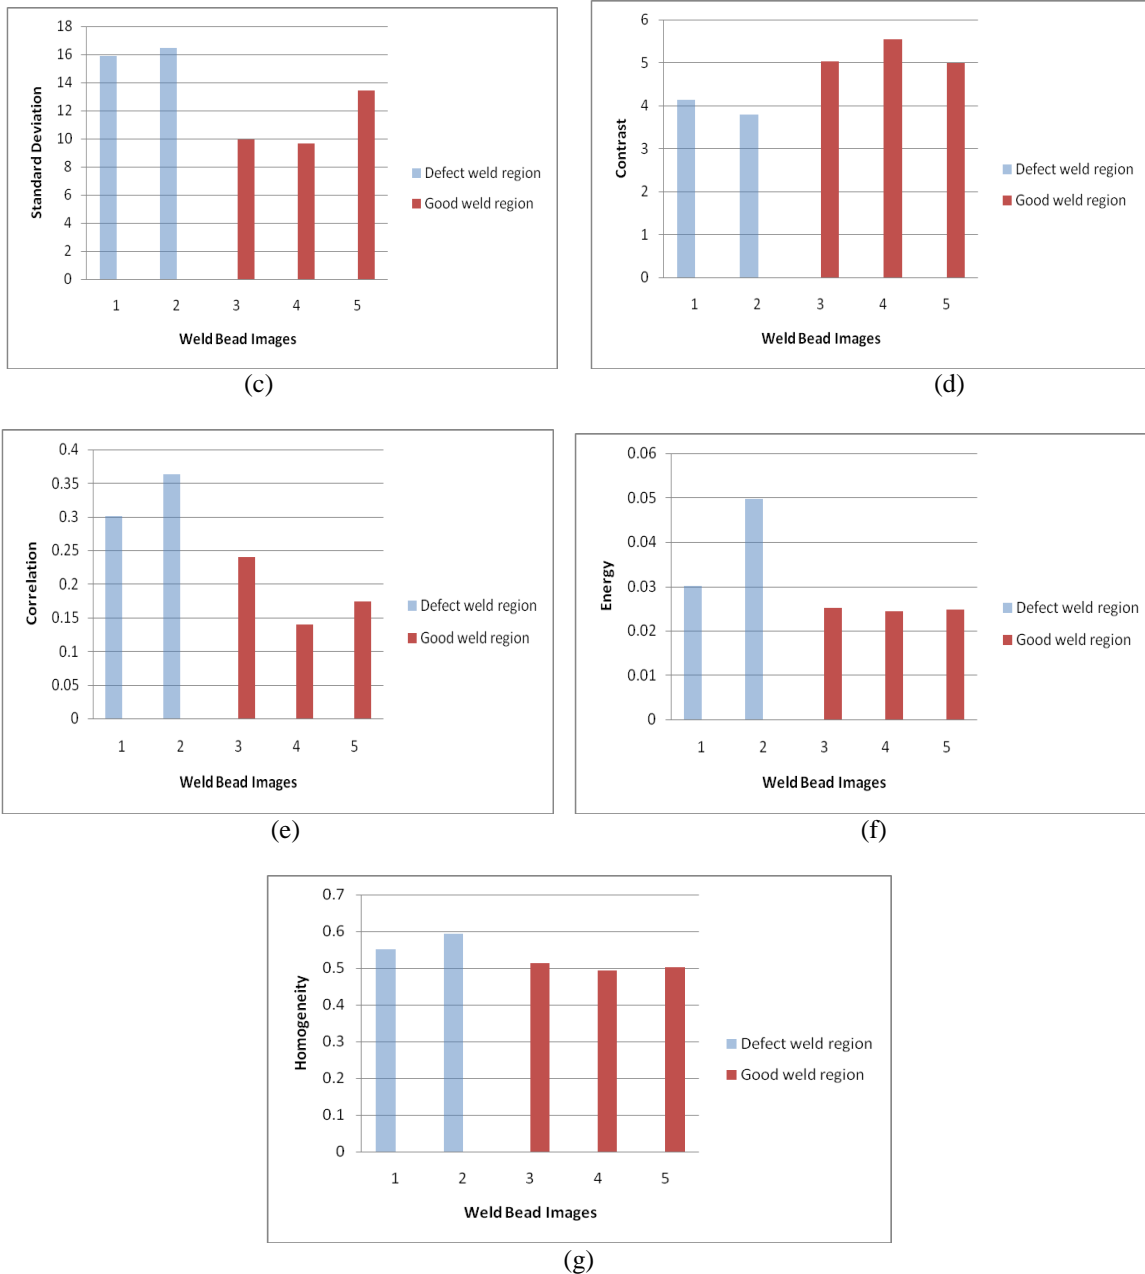 18
16
14
12
10
8
6
4
2
0
Standard Deviation
1 2 3 4 5
Weld Bead Images
Defect weld region
Good weld region
(c)
6
5
4
3
2
1
0
Contrast
1 2 3 4 5
Weld Bead Images
Defect weld region
Good weld region
(d)
0.4
0.35
0.3
0.25
0.2
0.15
0.1
0.05
0
Correlation
1 2 3 4 5
Weld Bead Images
Defect weld region
Good weld region
(e)
0.06
0.05
0.04
0.03
0.02
0.01
0
Energy
1 2 3 4 5
Weld Bead Images
Defect weld region
Good weld region
(f)
0.7
0.6
0.5
0.4
0.3
0.2
0.1
0
Homogeneity
1 2 3 4 5
Weld Bead Images
Defect weld region
Good weld region
(g)